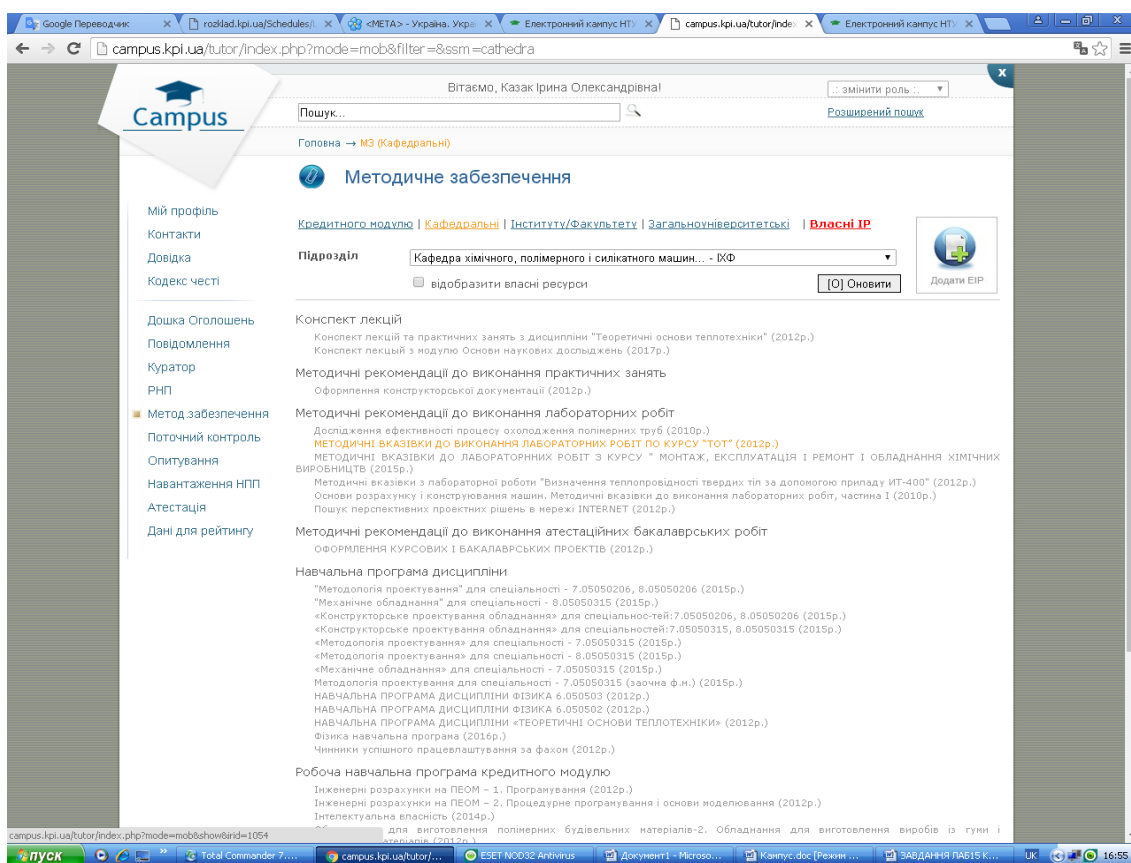 Google Переводчик
rozklad.kpi.ua/Schedules/
<META> - Україна. Укра
Електронний кампус НТУ
campus.kpi.ua/tutor/index
Електронний кампус НТУ
campus.kpi.ua/tutor/index.php?mode=mob&filter=&ssm=cathedra
x
Вітаємо, Казак Ірина Олександрівна!
.: змінити роль :.
Campus
Пошук...
Розширений пошук
Головна → МЗ (Кафедральні)
Методичне забезпечення
Мій профіль
Контакти
Довідка
Кодекс честі
Дошка Оголошень
Повідомлення
Куратор
РНП
Метод.забезпечення
Поточний контроль
Опитування
Навантаження НПП
Атестація
Дані для рейтингу
Кредитного модулю | Кафедральні | Інституту/Факультету | Загальноуніверситетські | Власні ІР
Підрозділ
Кафедра хімічного, полімерного і силікатного машин... - ІХФ
відобразити власні ресурси
[О] Оновити
Додати ЕІР
Конспект лекцій
Конспект лекцій та практичних занять з дисципліни "Теоретичні основи теплотехніки" (2012р.)
Конспект лекцый з модулю Основи наукових дослыджень (2017р.)
Методичні рекомендації до виконання практичних занять
Оформлення конструкторської документації (2012р.)
Методичні рекомендації до виконання лабораторних робіт
Дослідження ефективності процесу охолодження полімерних труб (2010р.)
МЕТОДИЧНІ ВКАЗІВКИ ДО ВИКОНАННЯ ЛАБОРАТОРНИХ РОБІТ ПО КУРСУ "ТОТ" (2012р.)
МЕТОДИЧНІ ВКАЗІВКИ ДО ЛАБОРАТОРННИХ РОБІТ З КУРСУ " МОНТАЖ, ЕКСПЛУАТАЦІЯ І РЕМОНТ І ОБЛАДНАННЯ ХІМІЧНИХ
ВИРОБНИЦТВ (2015р.)
Методичні вказівки з лабораторної роботи "Визначення теплопровідності твердих тіл за допомогою приладу ИТ-400" (2012р.)
Основи розрахунку і конструювання машин. Методичні вказівки до виконання лабораторних робіт, частина І (2010р.)
Пошук перспективних проектних рішень в мережі INTERNET (2012р.)
Методичні рекомендації до виконання атестаційних бакалаврських робіт
ОФОРМЛЕННЯ КУРСОВИХ І БАКАЛАВРСЬКИХ ПРОЕКТІВ (2012р.)
Навчальна програма дисципліни
"Методологія проектування" для спеціальності - 7.05050206, 8.05050206 (2015р.)
"Механічне обладнання" для спеціальності - 8.05050315 (2015р.)
«Конструкторське проектування обладнання» для спеціальнос-тей:7.05050206, 8.05050206 (2015р.)
«Конструкторське проектування обладнання» для спеціальностей:7.05050315, 8.05050315 (2015р.)
«Методологія проектування» для спеціальності - 7.05050315 (2015р.)
«Методологія проектування» для спеціальності - 8.05050315 (2015р.)
«Механічне обладнання» для спеціальності - 7.05050315 (2015р.)
Методологія проектування для спеціальності - 7.05050315 (заочна ф.н.) (2015р.)
НАВЧАЛЬНА ПРОГРАМА ДИСЦИПЛІНИ ФІЗИКА 6.050503 (2012р.)
НАВЧАЛЬНА ПРОГРАМА ДИСЦИПЛІНИ ФІЗИКА 6.050502 (2012р.)
НАВЧАЛЬНА ПРОГРАМА ДИСЦИПЛІНИ «ТЕОРЕТИЧНІ ОСНОВИ ТЕПЛОТЕХНІКИ» (2012р.)
Фізика навчальна програна (2016р.)
Чинники успішного працевлаштування за фахом (2012р.)
Робоча навчальна програма кредитного модулю
Інженерні розрахунки на ПЕОМ – 1. Програмування (2012р.)
Інженерні розрахунки на ПЕОМ – 2. Процедурне програмування і основи моделювання (2012р.)
Інтелектуальна власність (2014р.)
для виготовлення полімерних будівельних матеріалів-2. Обладнання для виготовлення виробів із гуми і
campus.kpi.ua/tutor/index.php?mode=mob&show&irid=1054
пуск
Total Commander 7....
campus.kpi.ua/tutor/...
ESET NOD32 Antivirus
Документ1 - Microso...
Кампус.doc [Режим ...
ЗАВДАННЯ ЛАБ15 К...
UK
16:55